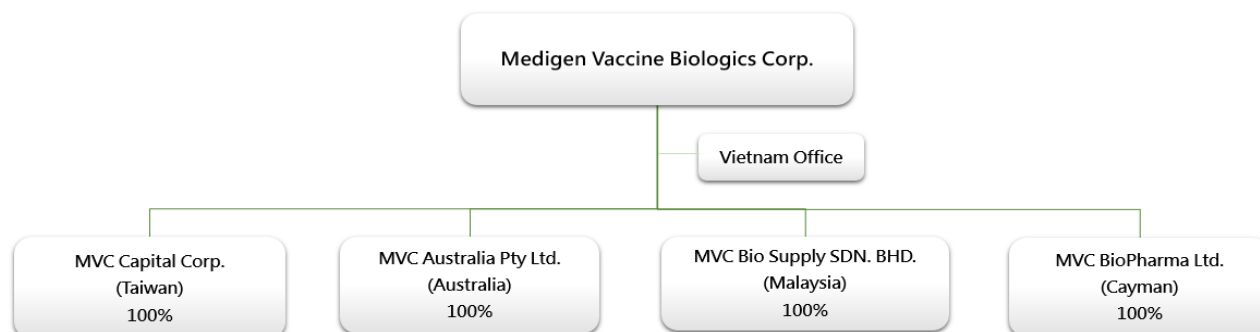 Medigen Vaccine Biologics Corp.
Vietnam Office
MVC Capital Corp.
(Taiwan)
100%
MVC Australia Pty Ltd.
(Australia)
100%
MVC Bio Supply SDN. BHD.
(Malaysia)
100%
MVC BioPharma Ltd.
(Cayman)
100%